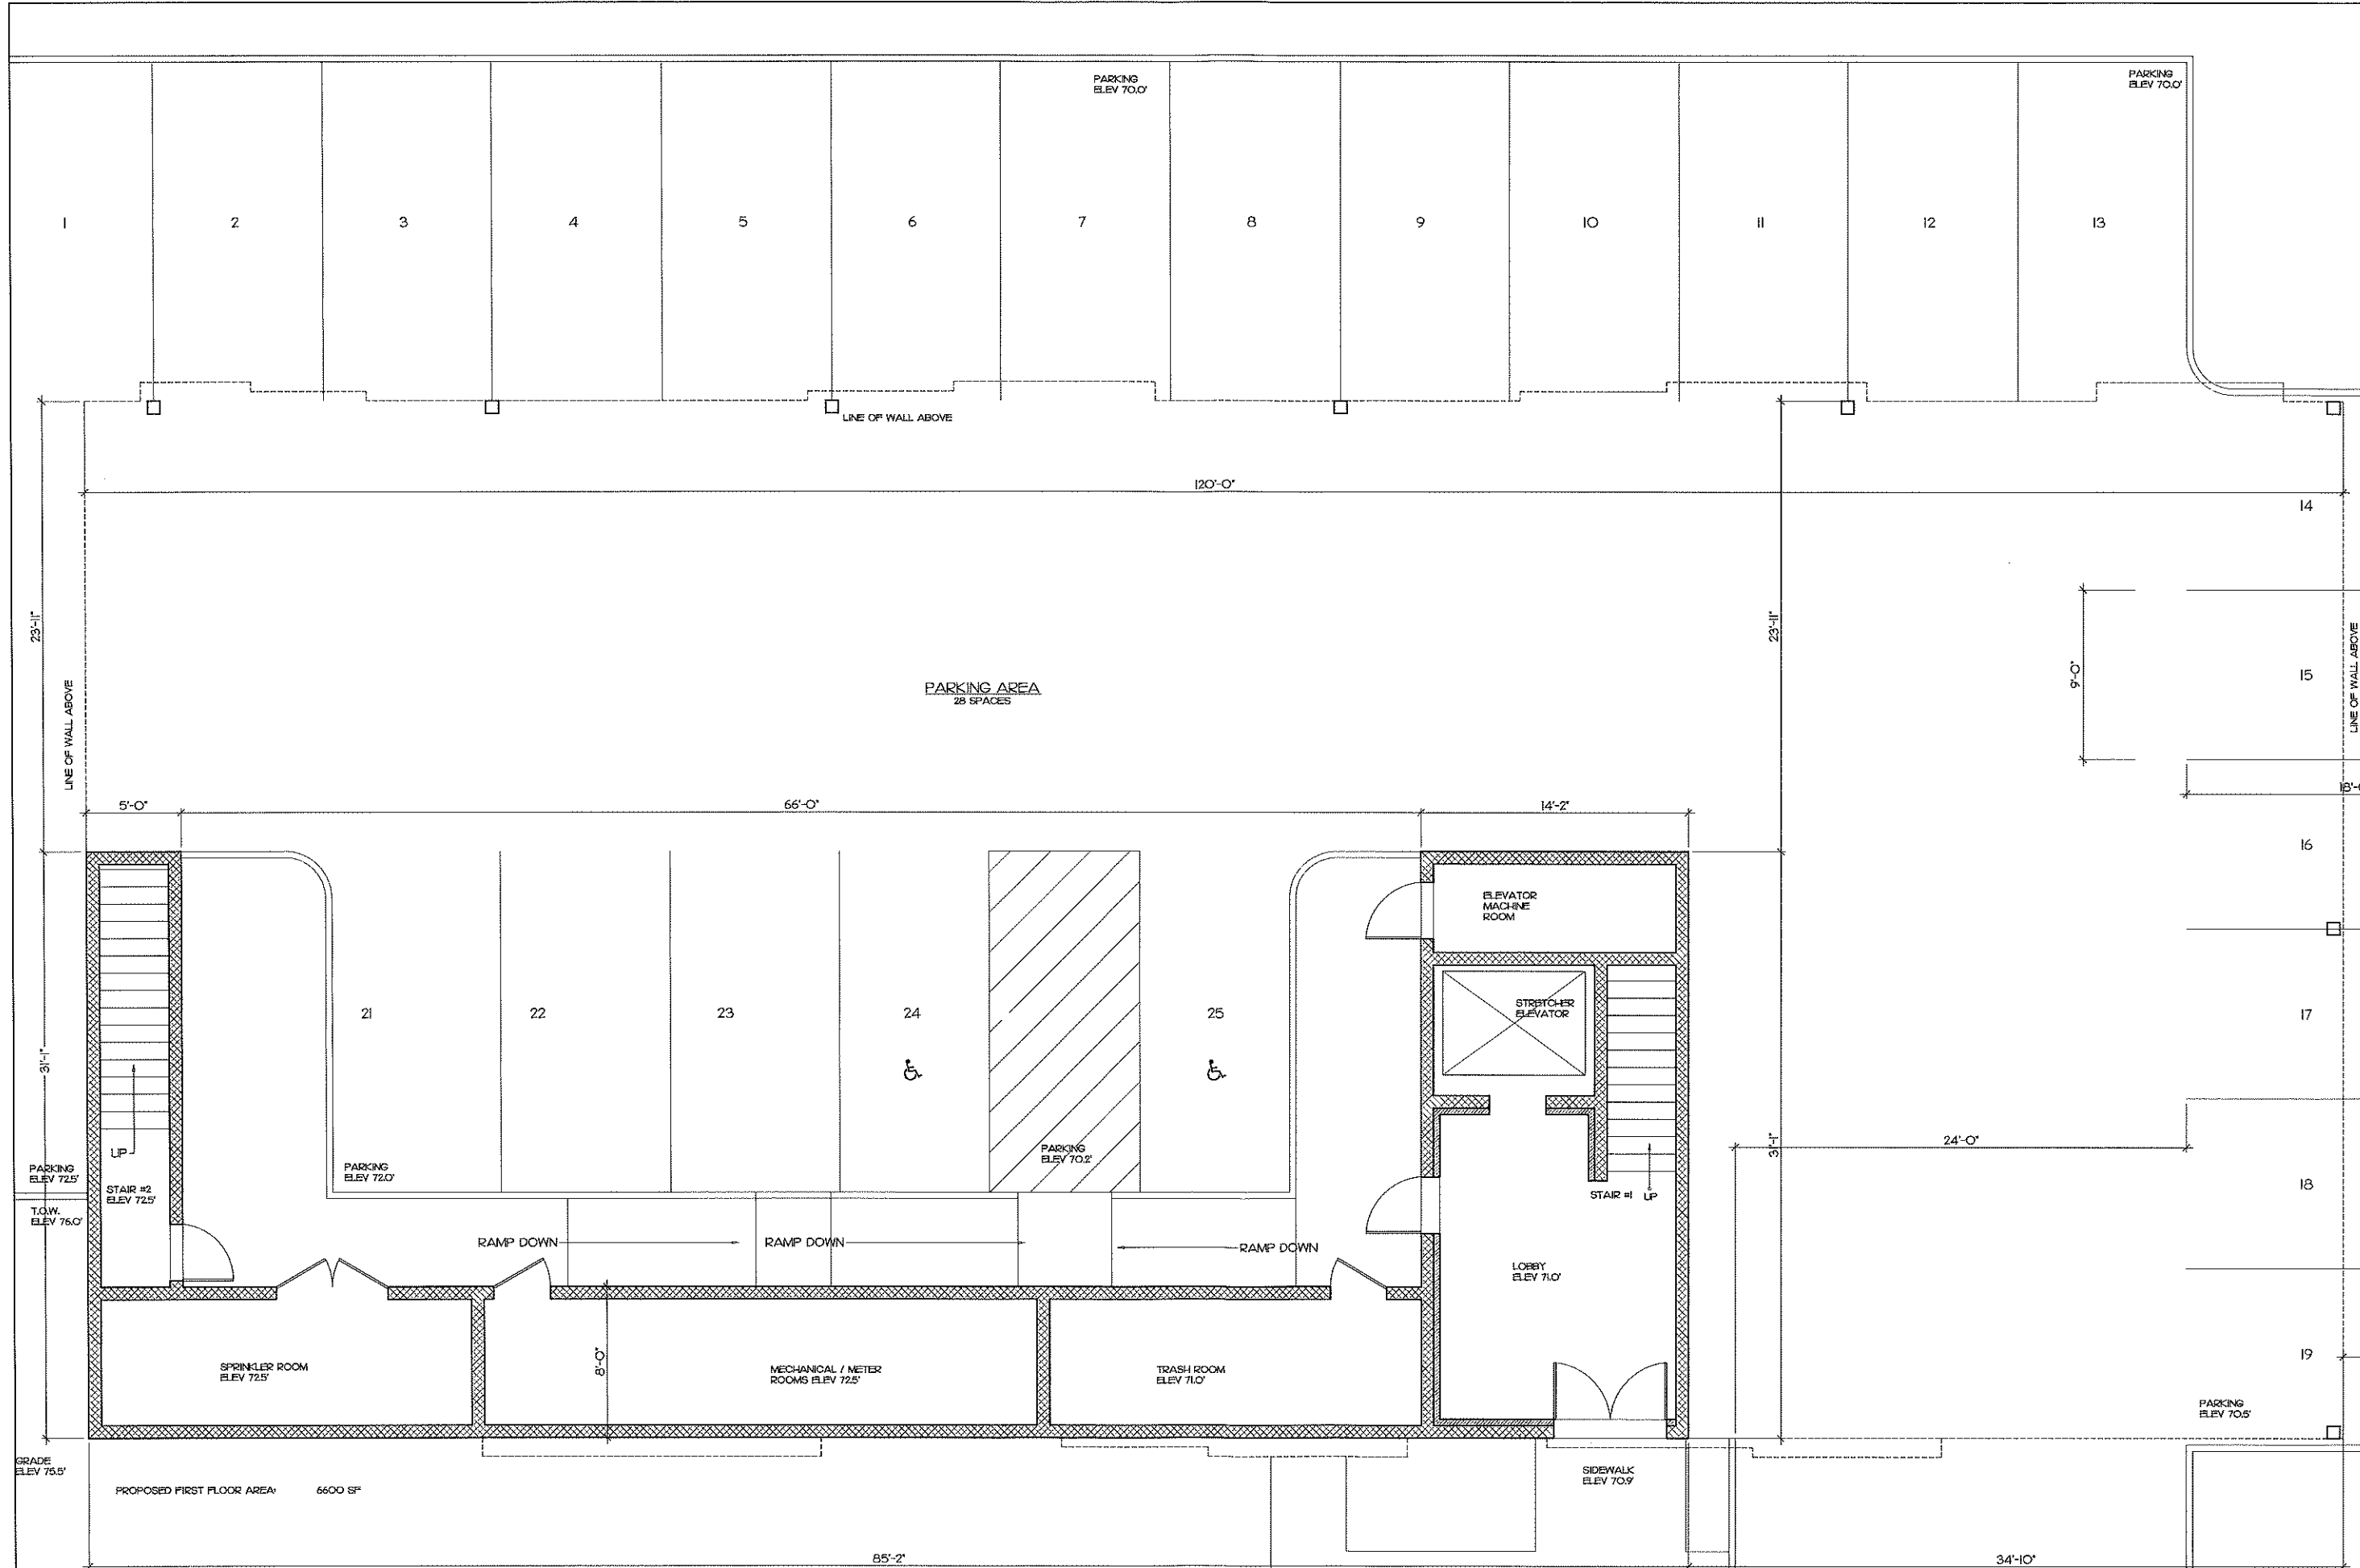 PARKING
ELEV 70.0'
PARKING
ELEV 70.0'
1
2
3
4
5
6
7
8
9
10
11
12
13
LINE OF WALL ABOVE
120'-0"
14
23'-11"
23'-11"
LINE OF WALL ABOVE
LINE OF WALL ABOVE
9'-0"
15
PARKING AREA
28 SPACES
5'-0"
66'-0"
14'-2"
16
ELEVATOR
MACHINE
ROOM
STRETCHER
ELEVATOR
21
22
23
24
25
17
31'-1"
31'-1"
24'-0"
UP
PARKING
ELEV 72.5'
STAIR #2
ELEV 72.5'
PARKING
ELEV 72.0'
PARKING
ELEV 70.2'
STAIR #1
UP
18
T.O.W.
ELEV 76.0'
RAMP DOWN
RAMP DOWN
RAMP DOWN
LOBBY
ELEV 71.0'
19
SPRINKLER ROOM
ELEV 72.5'
8'-0"
MECHANICAL / METER
ROOMS ELEV 72.5'
TRASH ROOM
ELEV 71.0'
PARKING
ELEV 70.5'
GRADE
ELEV 75.5'
SIDEWALK
ELEV 70.9'
PROPOSED FIRST FLOOR AREA: 6600 SF
85'-2"
34'-10"